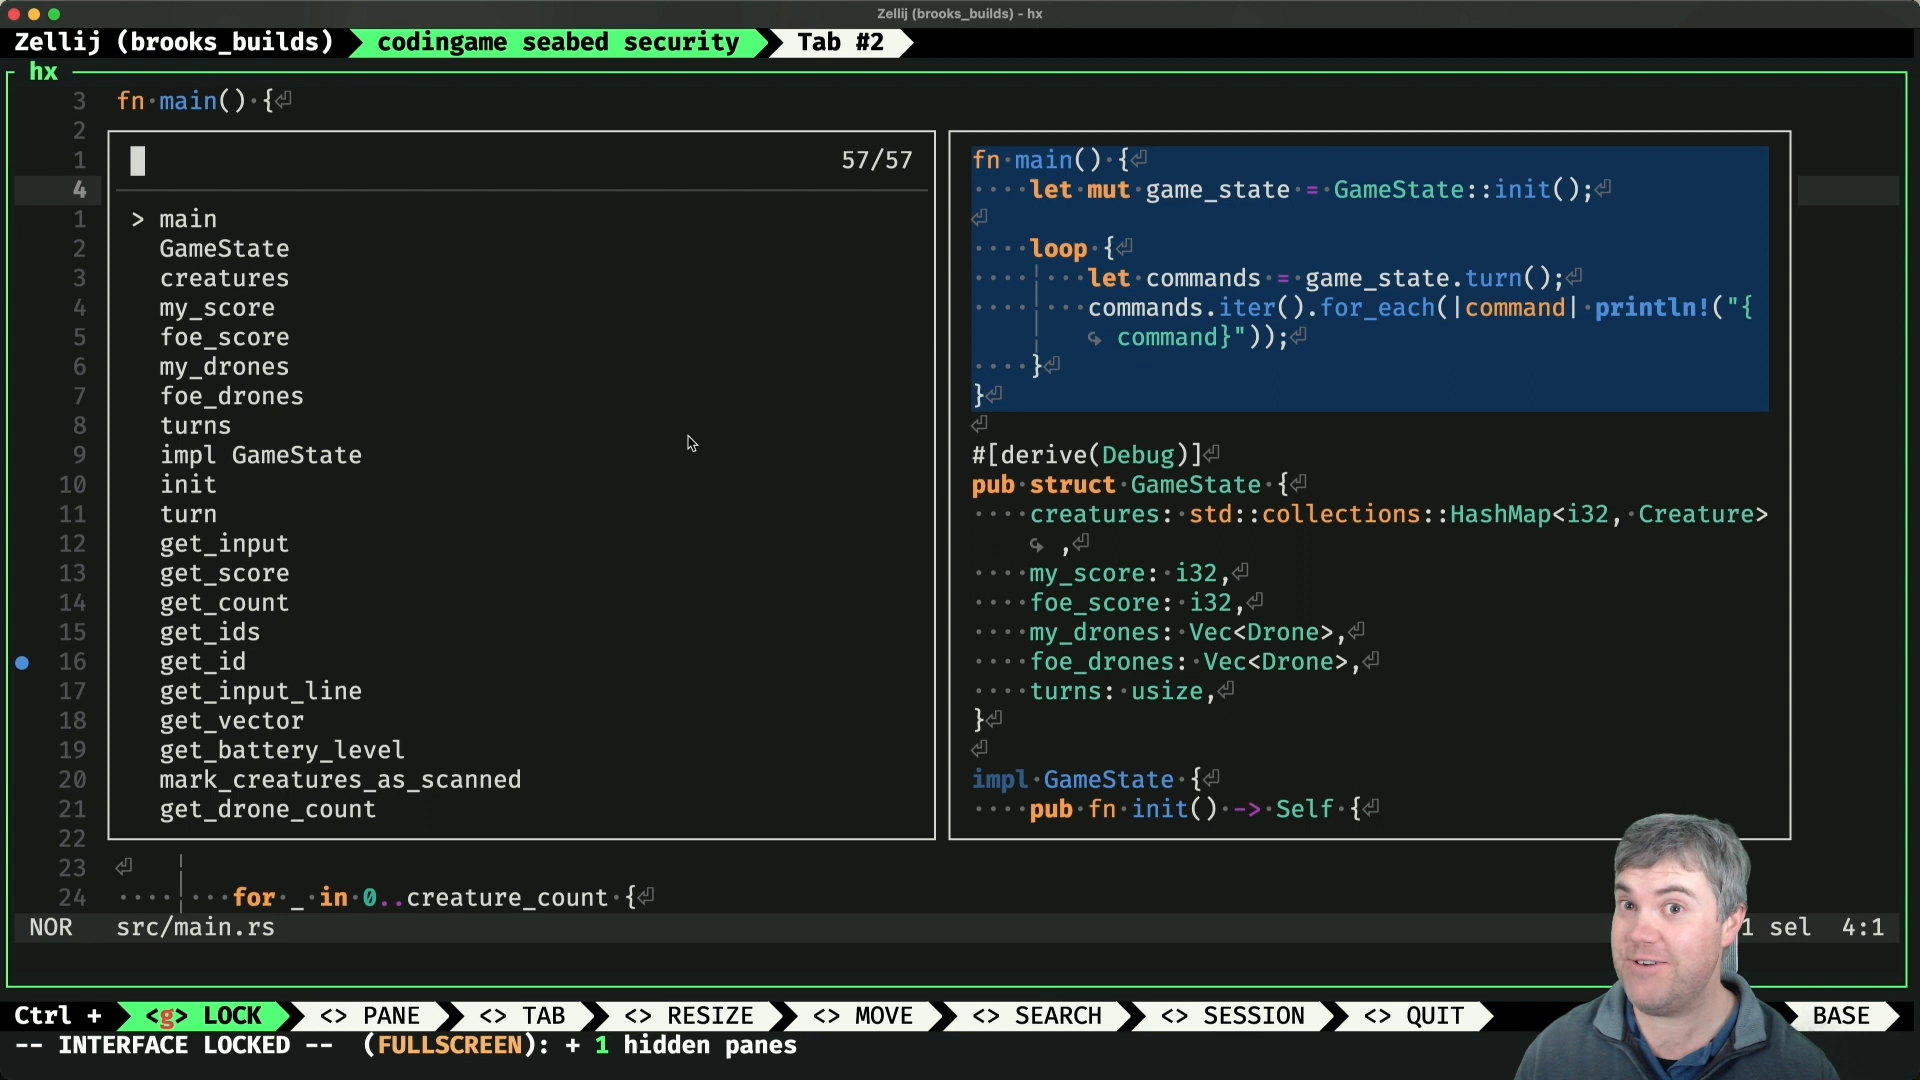 Zellij (brooks_builds) - hx
Zellij (brooks_builds) codingame seabed security Tab #2
hx
3 fn main() {
2
1
4
57/57
1 > main
2 GameState
3 creatures
4 my_score
5 foe_score
6 my_drones
7 foe_drones
8 turns
9 impl GameState
10 init
11 turn
12 get_input
13 get_score
14 get_count
15 get_ids
16 get_id
17 get_input_line
18 get_vector
19 get_battery_level
20 mark_creatures_as_scanned
21 get_drone_count
22
fn main() {
let mut game_state = GameState::init();
loop {
let commands = game_state.turn();
commands.iter().for_each(|command| println!("{
command}"));
}
}
#[derive(Debug)]
pub struct GameState {
creatures: std::collections::HashMap<i32, Creature>
,
my_score: i32,
foe_score: i32,
my_drones: Vec<Drone>,
foe_drones: Vec<Drone>,
turns: usize,
}
impl GameState {
pub fn init() -> Self {
23
24 for _ in 0..creature_count {
NOR src/main.rs 1 sel 4:1
Ctrl + <g> LOCK <> PANE <> TAB <> RESIZE <> MOVE <> SEARCH <> SESSION <> QUIT BASE
-- INTERFACE LOCKED -- (FULLSCREEN): + 1 hidden panes